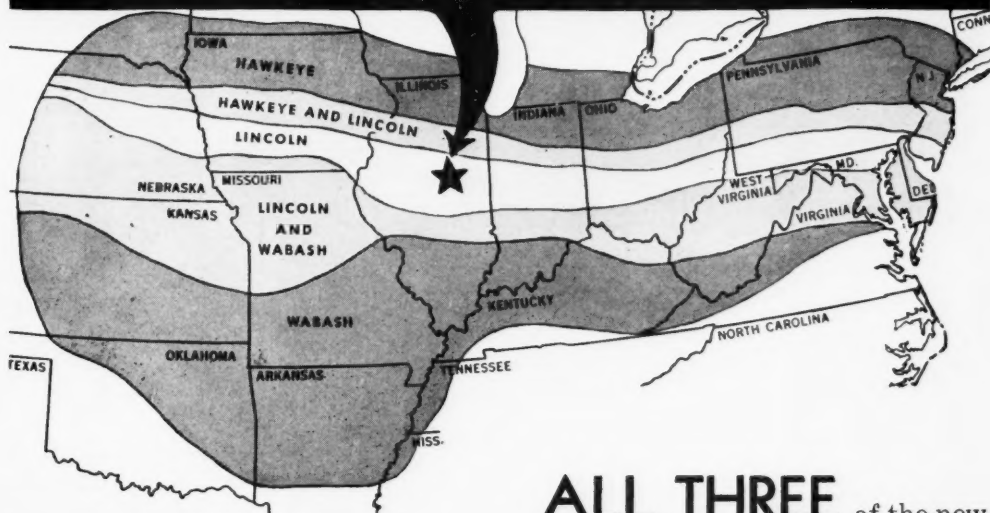 CONN
IOWA
HAWKEYE
ILLINOIS
PENNSYLVANIA
N.J.
INDIANA
OHIO
HAWKEYE AND LINCOLN
LINCOLN
NEBRASKA
MISSOURI
KANSAS
LINCOLN
AND
WABASH
WEST
VIRGINIA
MD.
DEL
VIRGINIA
WABASH
KENTUCKY
NORTH CAROLINA
OKLAHOMA
TEXAS
ARKANSAS
TENNESSEE
MISS.
ALL THREE of the new